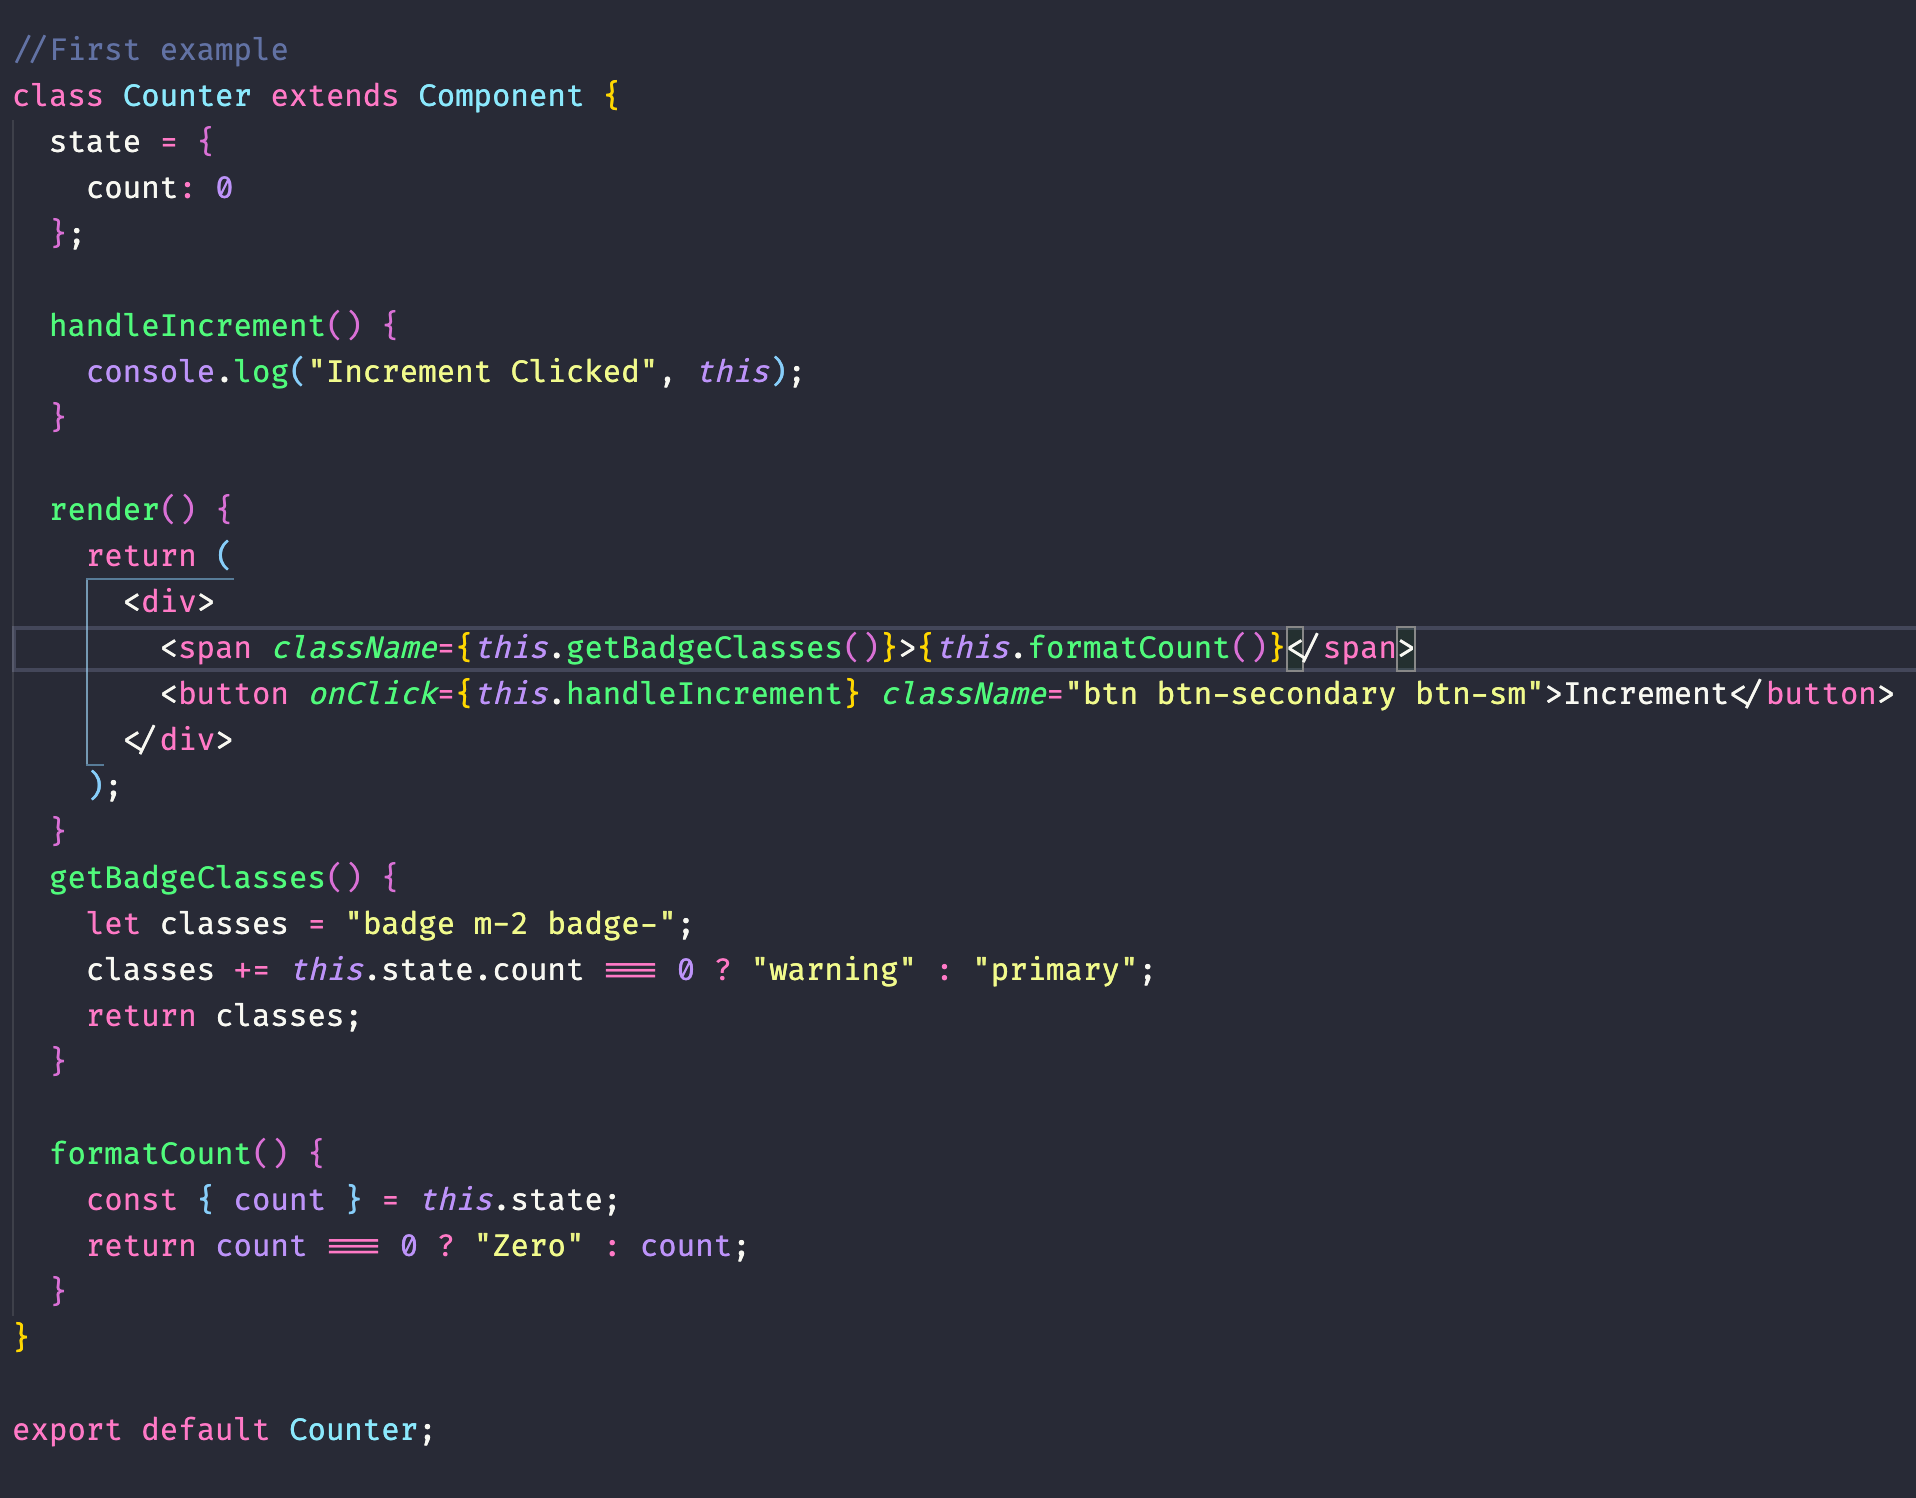 //First example
class Counter extends Component {
  state = {
    count: 0
  };

  handleIncrement() {
    console.log("Increment Clicked", this);
  }

  render() {
    return (
      <div>
        <span className={this.getBadgeClasses()}>{this.formatCount()}</span>
        <button onClick={this.handleIncrement} className="btn btn-secondary btn-sm">Increment</button>
      </div>
    );
  }
  getBadgeClasses() {
    let classes = "badge m-2 badge-";
    classes += this.state.count === 0 ? "warning" : "primary";
    return classes;
  }

  formatCount() {
    const { count } = this.state;
    return count === 0 ? "Zero" : count;
  }
}

export default Counter;